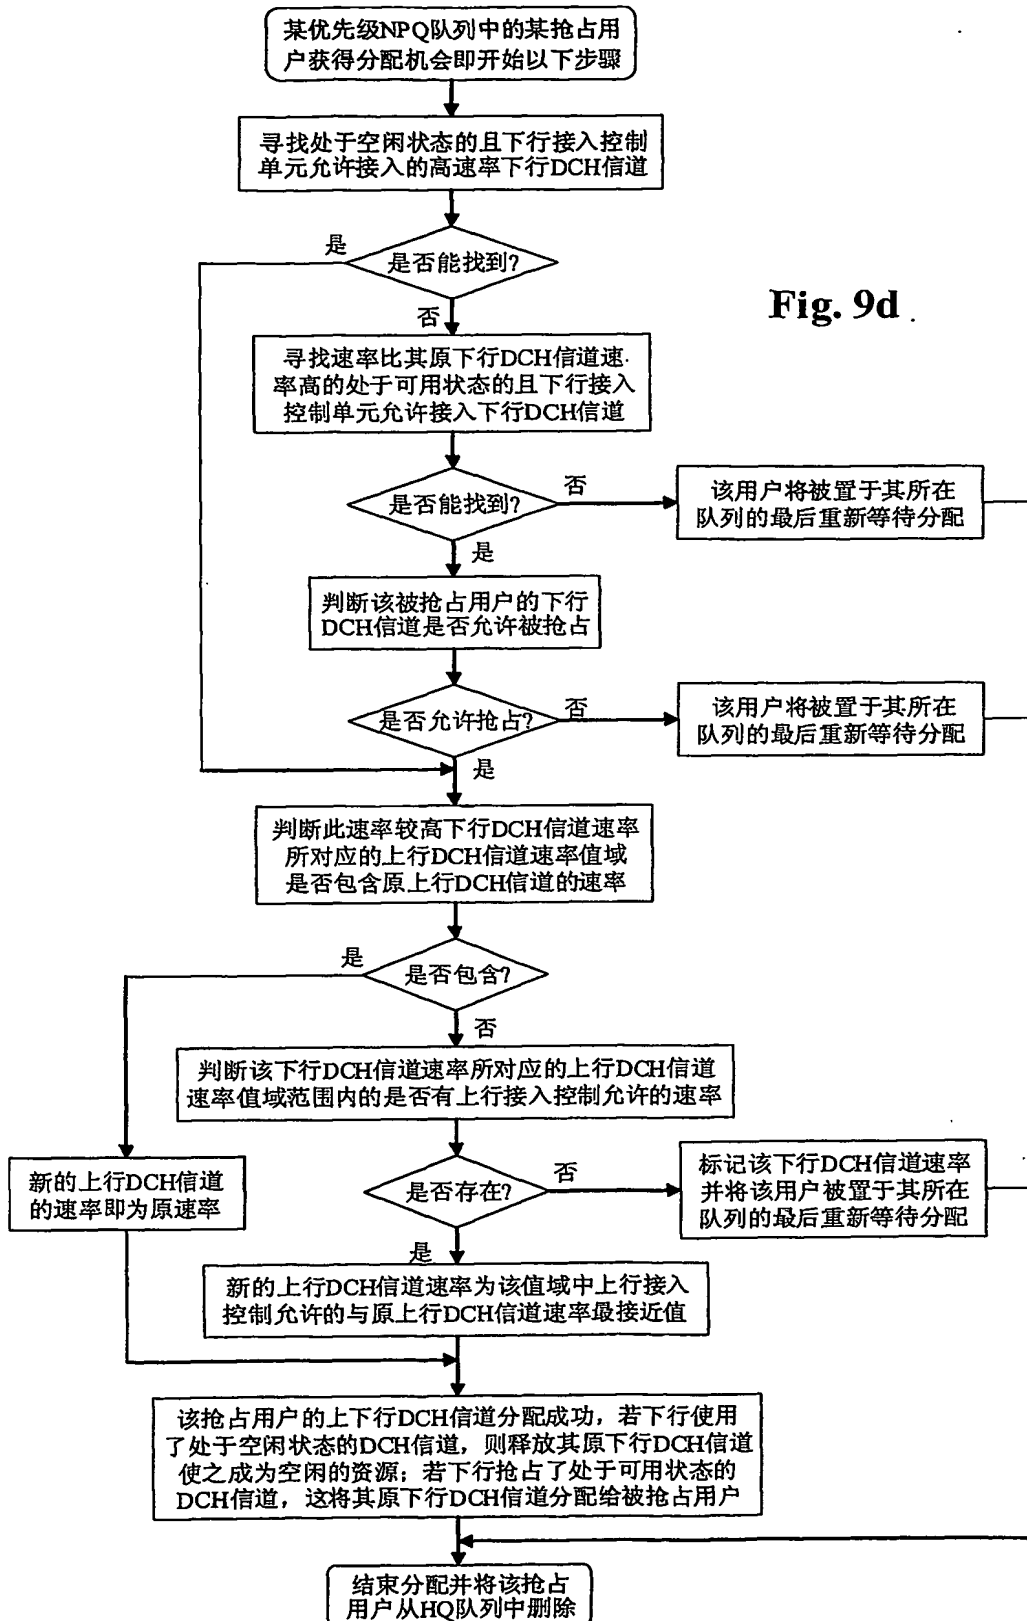 某优先级NPQ队列中的某抢占用
户获得分配机会即开始以下步骤
寻找处于空闲状态的且下行接入控制
单元允许接入的高速率下行DCH信道
是
是否能找到?
否
Fig. 9d
寻找速率比其原下行DCH信道速
率高的处于可用状态的且下行接入
控制单元允许接入下行DCH信道
是否能找到?
否
该用户将被置于其所在
队列的最后重新等待分配
是
判断该被抢占用户的下行
DCH信道是否允许被抢占
是否允许抢占?
否
该用户将被置于其所在
队列的最后重新等待分配
是
判断此速率较高下行DCH信道速率
所对应的上行DCH信道速率值域
是否包含原上行DCH信道的速率
是
是否包含?
否
判断该下行DCH信道速率所对应的上行DCH信道
速率值域范围内的是否有上行接入控制允许的速率
新的上行DCH信道
的速率即为原速率
是否存在?
否
标记该下行DCH信道速率
并将该用户被置于其所在
队列的最后重新等待分配
是
新的上行DCH信道速率为该值域中上行接入
控制允许的与原上行DCH信道速率最接近值
该抢占用户的上下行DCH信道分配成功，若下行使用
了处于空闲状态的DCH信道，则释放其原下行DCH信道
使之成为空闲的资源；若下行抢占了处于可用状态的
DCH信道，这将其原下行DCH信道分配给被抢占用户
结束分配并将该抢占
用户从HQ队列中删除